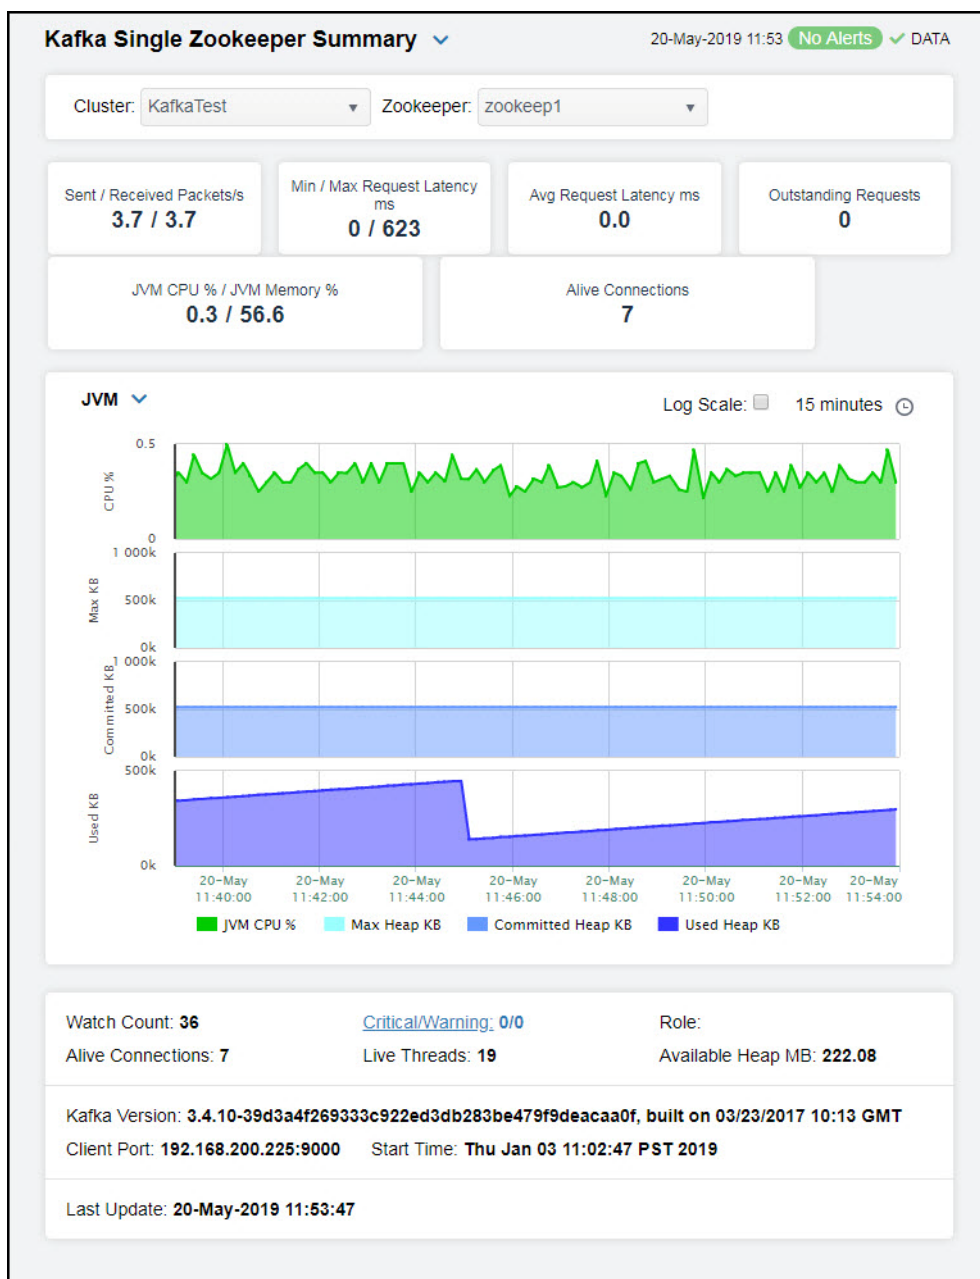 Kafka Single Zookeeper Summary
20-May-2019 11:53 No Alerts DATA
Cluster: KafkaTest Zookeeper: zookeep1
Sent / Received Packets/s
3.7 / 3.7
Min / Max Request Latency
ms
0 / 623
Avg Request Latency ms
0.0
Outstanding Requests
0
JVM CPU % / JVM Memory %
0.3 / 56.6
Alive Connections
7
JVM
Log Scale: 15 minutes
0.5
CPU %
0
1 000k
Max KB
500k
0k
1 000k
Committed KB
500k
0k
500k
Used KB
0k
20-May 20-May 20-May 20-May 20-May 20-May 20-May 20-May
11:40:00 11:42:00 11:44:00 11:46:00 11:48:00 11:50:00 11:52:00 11:54:00
JVM CPU % Max Heap KB Committed Heap KB Used Heap KB
Watch Count: 36 Critical/Warning: 0/0 Role:
Alive Connections: 7 Live Threads: 19 Available Heap MB: 222.08
Kafka Version: 3.4.10-39d3a4f269333c922ed3db283be479f9deacaa0f, built on 03/23/2017 10:13 GMT
Client Port: 192.168.200.225:9000 Start Time: Thu Jan 03 11:02:47 PST 2019
Last Update: 20-May-2019 11:53:47